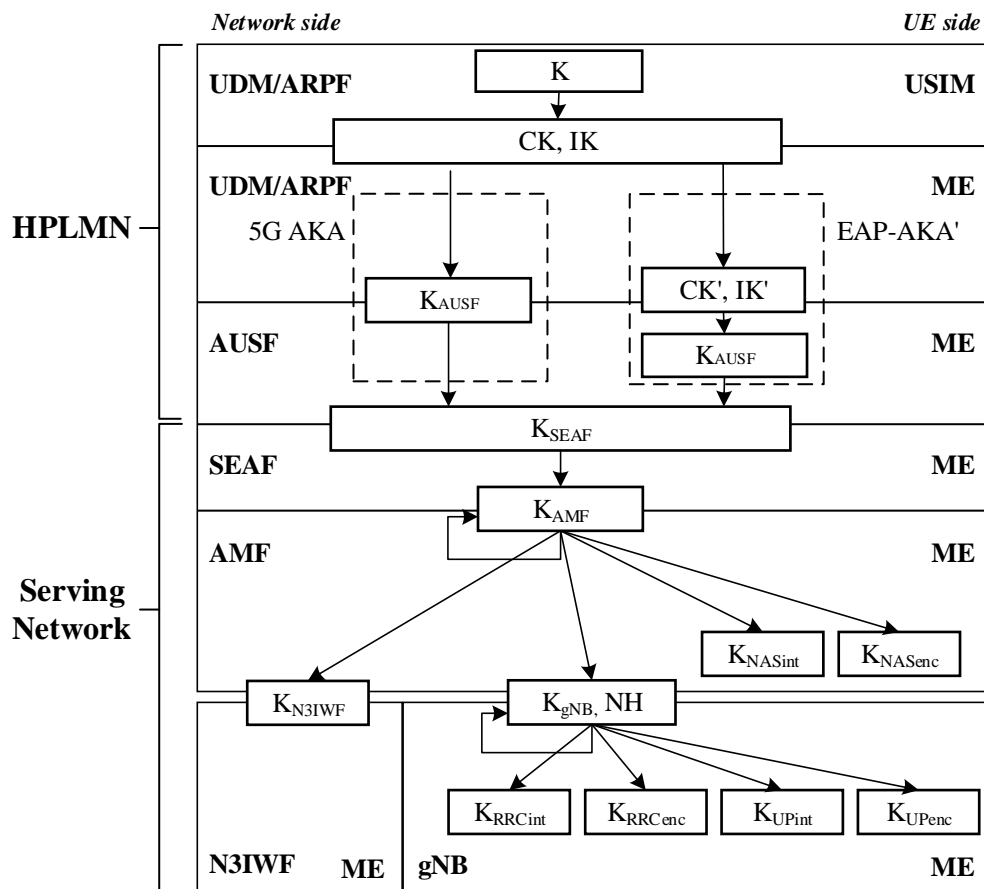 Network side UE side
UDM/ARPF K USIM
CK, IK
UDM/ARPF ME
HPLMN
5G AKA EAP-AKA'
CK', IK'
KAUSF
AUSF KAUSF ME
KSEAF
SEAF ME
KAMF
AMF ME
Serving
Network
KNASint KNASenc
KN3IWF KgNB, NH
KRRCint KRRCenc KUPint KUPenc
N3IWF ME gNB ME